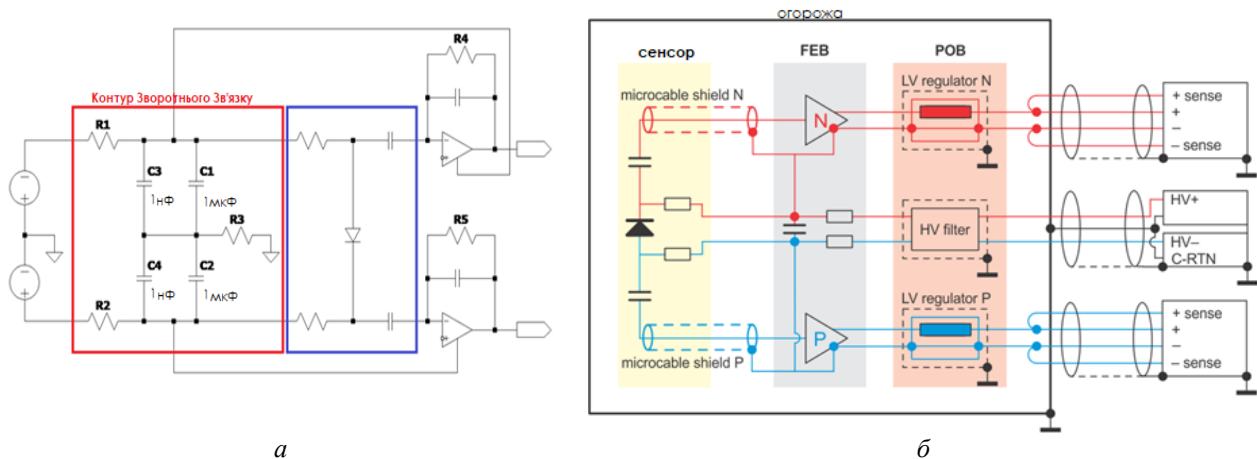 Контур Зворотнього Зв'язку
R1
C3
1нФ
C1
1мкФ
R3
C4
1нФ
C2
1мкФ
R2
R4
R5
а
огорожа
сенсор
FEB
POB
microcable shield N
N
LV regulator N
+ sense
+
−
− sense
HV filter
HV+
HV−
C-RTN
LV regulator P
P
microcable shield P
+ sense
+
−
− sense
б